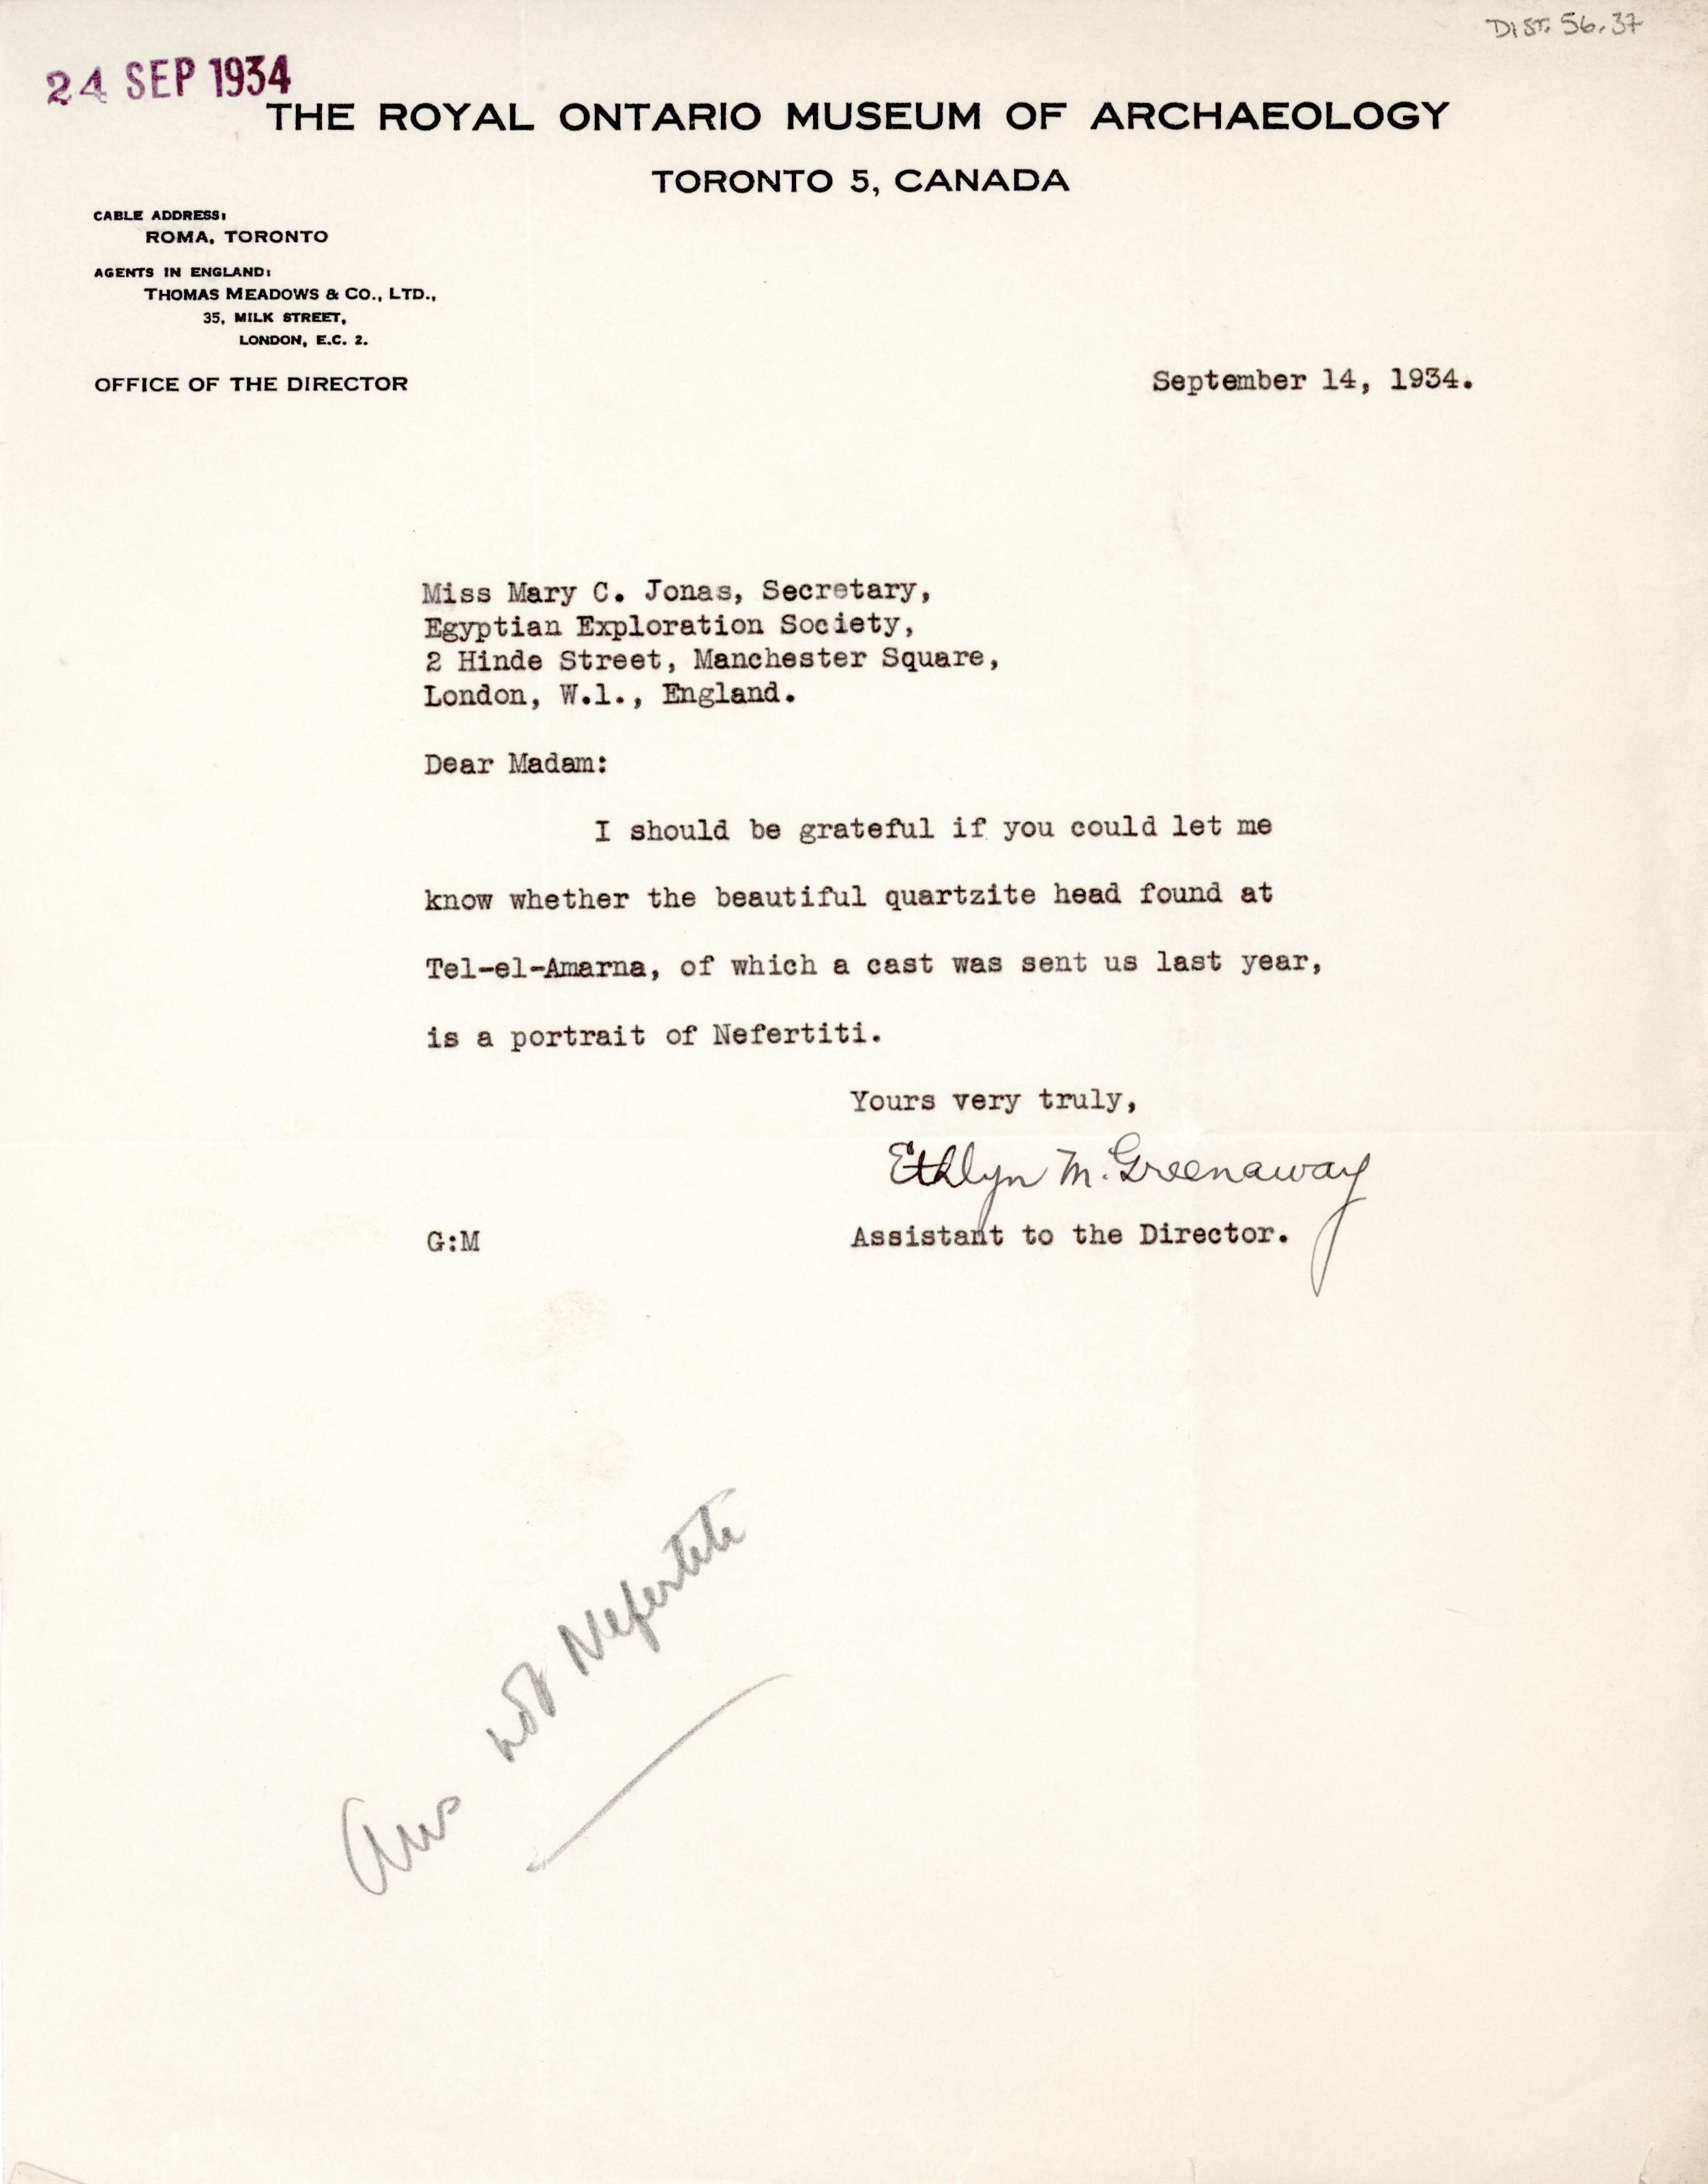 DIST. 56.37
24 SEP 1934
THE ROYAL ONTARIO MUSEUM OF ARCHAEOLOGY
TORONTO 5, CANADA
CABLE ADDRESS:
ROMA, TORONTO
AGENTS IN ENGLAND:
THOMAS MEADOWS & CO., LTD.,
35, MILK STREET,
LONDON, E.C. 2.
OFFICE OF THE DIRECTOR
September 14, 1934.
Miss Mary C. Jonas, Secretary,
Egyptian Exploration Society,
2 Hinde Street, Manchester Square,
London, W.1., England.
Dear Madam:
I should be grateful if you could let me
know whether the beautiful quartzite head found at
Tel-el-Amarna, of which a cast was sent us last year,
is a portrait of Nefertiti.
Yours very truly,
Ethlyn M. Greenaway
G:M Assistant to the Director.
Ans not Nefertete